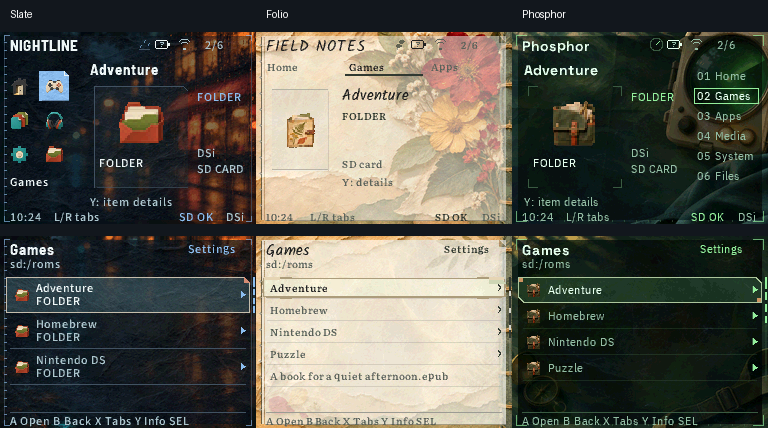 Slate
Folio
Phosphor
NIGHTLINE
2/6
Adventure
FOLDER
FOLDER
DSi
SD CARD
Games
Y: item details
10:24 L/R tabs SD OK DSi
FIELD NOTES
2/6
Home Games Apps
Adventure
FOLDER
SD card
Y: details
10:24 L/R tabs SD OK DSi
Phosphor
2/6
Adventure
FOLDER
FOLDER
DSi
SD CARD
01 Home
02 Games
03 Apps
04 Media
05 System
06 Files
Y: item details
10:24 L/R tabs SD OK DSi
Games Settings
sd:/roms
Adventure
FOLDER
Homebrew
FOLDER
Nintendo DS
FOLDER
A Open B Back X Tabs Y Info SEL
Games Settings
sd:/roms
Adventure
Homebrew
Nintendo DS
Puzzle
A book for a quiet afternoon.epub
A Open B Back X Tabs Y Info SEL
Games Settings
sd:/roms
Adventure
Homebrew
Nintendo DS
Puzzle
A Open B Back X Tabs Y Info SEL